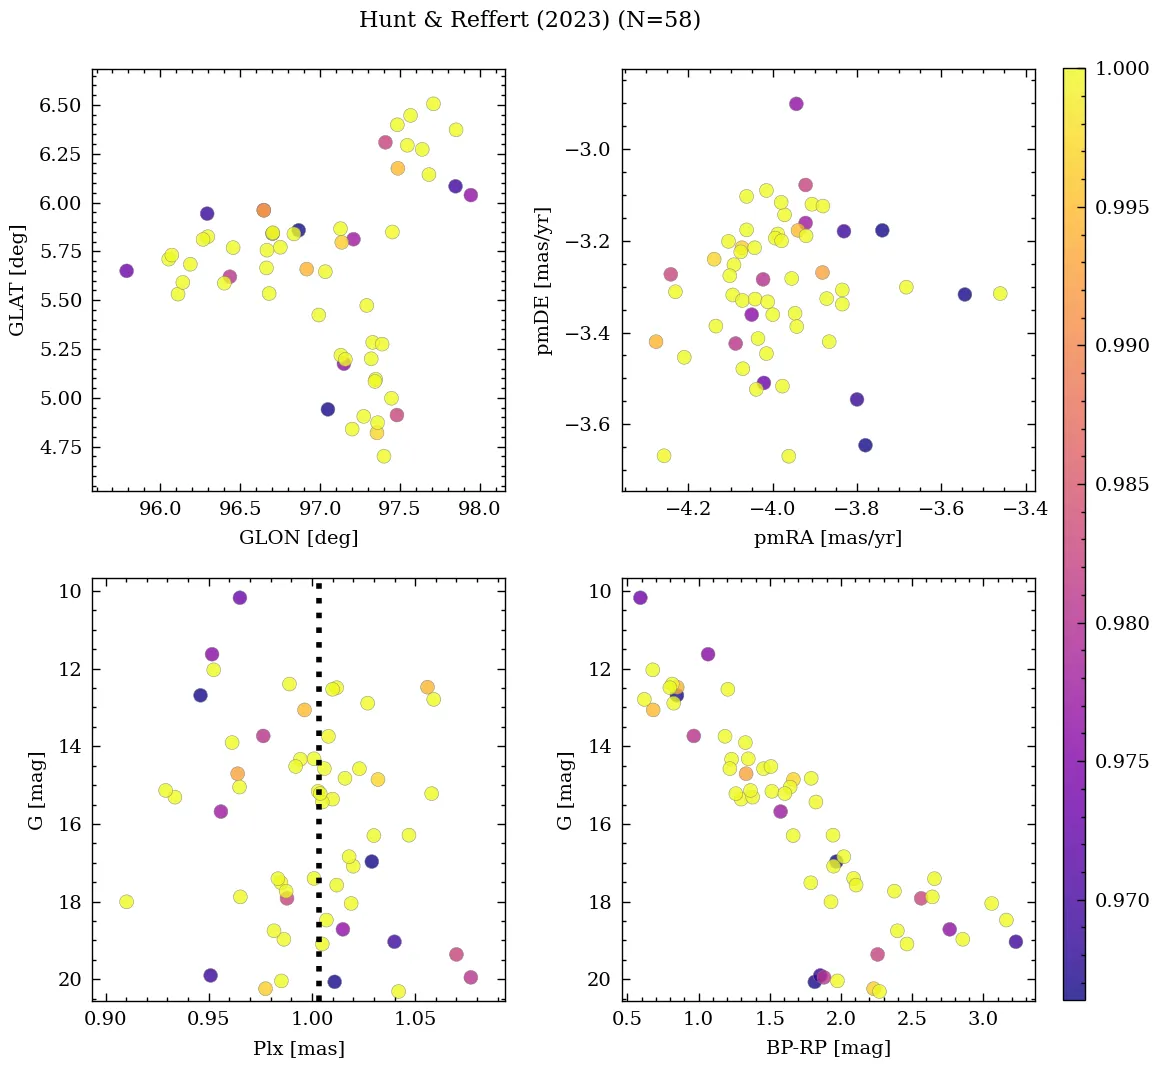 Hunt & Reffert (2023) (N=58)
6.50
6.25
6.00
5.75
5.50
5.25
5.00
4.75
GLAT [deg]
96.0 96.5 97.0 97.5 98.0
GLON [deg]
−3.0
−3.2
−3.4
−3.6
pmDE [mas/yr]
−4.2 −4.0 −3.8 −3.6 −3.4
pmRA [mas/yr]
1.000
0.995
0.990
0.985
0.980
0.975
0.970
10
12
14
16
18
20
G [mag]
0.90 0.95 1.00 1.05
Plx [mas]
10
12
14
16
18
20
G [mag]
0.5 1.0 1.5 2.0 2.5 3.0
BP-RP [mag]